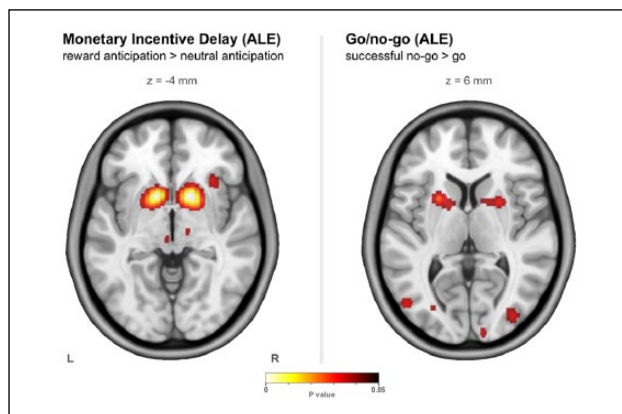 Monetary Incentive Delay (ALE)
reward anticipation > neutral anticipation
z = -4 mm
Go/no-go (ALE)
successful no-go > go
z = 6 mm
L
R
0
0.05
P value